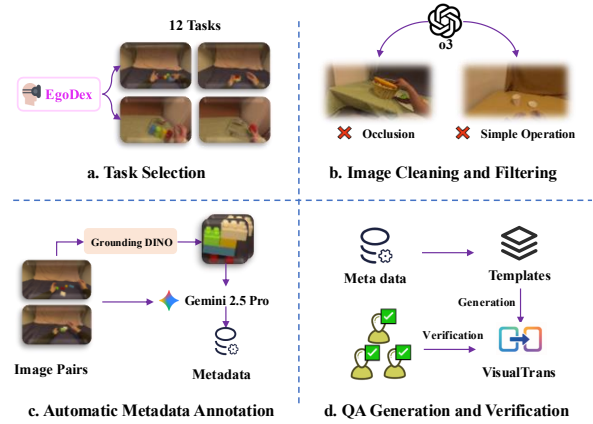 12 Tasks
EgoDex
a. Task Selection
o3
Occlusion
Simple Operation
b. Image Cleaning and Filtering
Grounding DINO
Gemini 2.5 Pro
Image Pairs
Metadata
c. Automatic Metadata Annotation
Meta data
Templates
Generation
Verification
VisualTrans
d. QA Generation and Verification